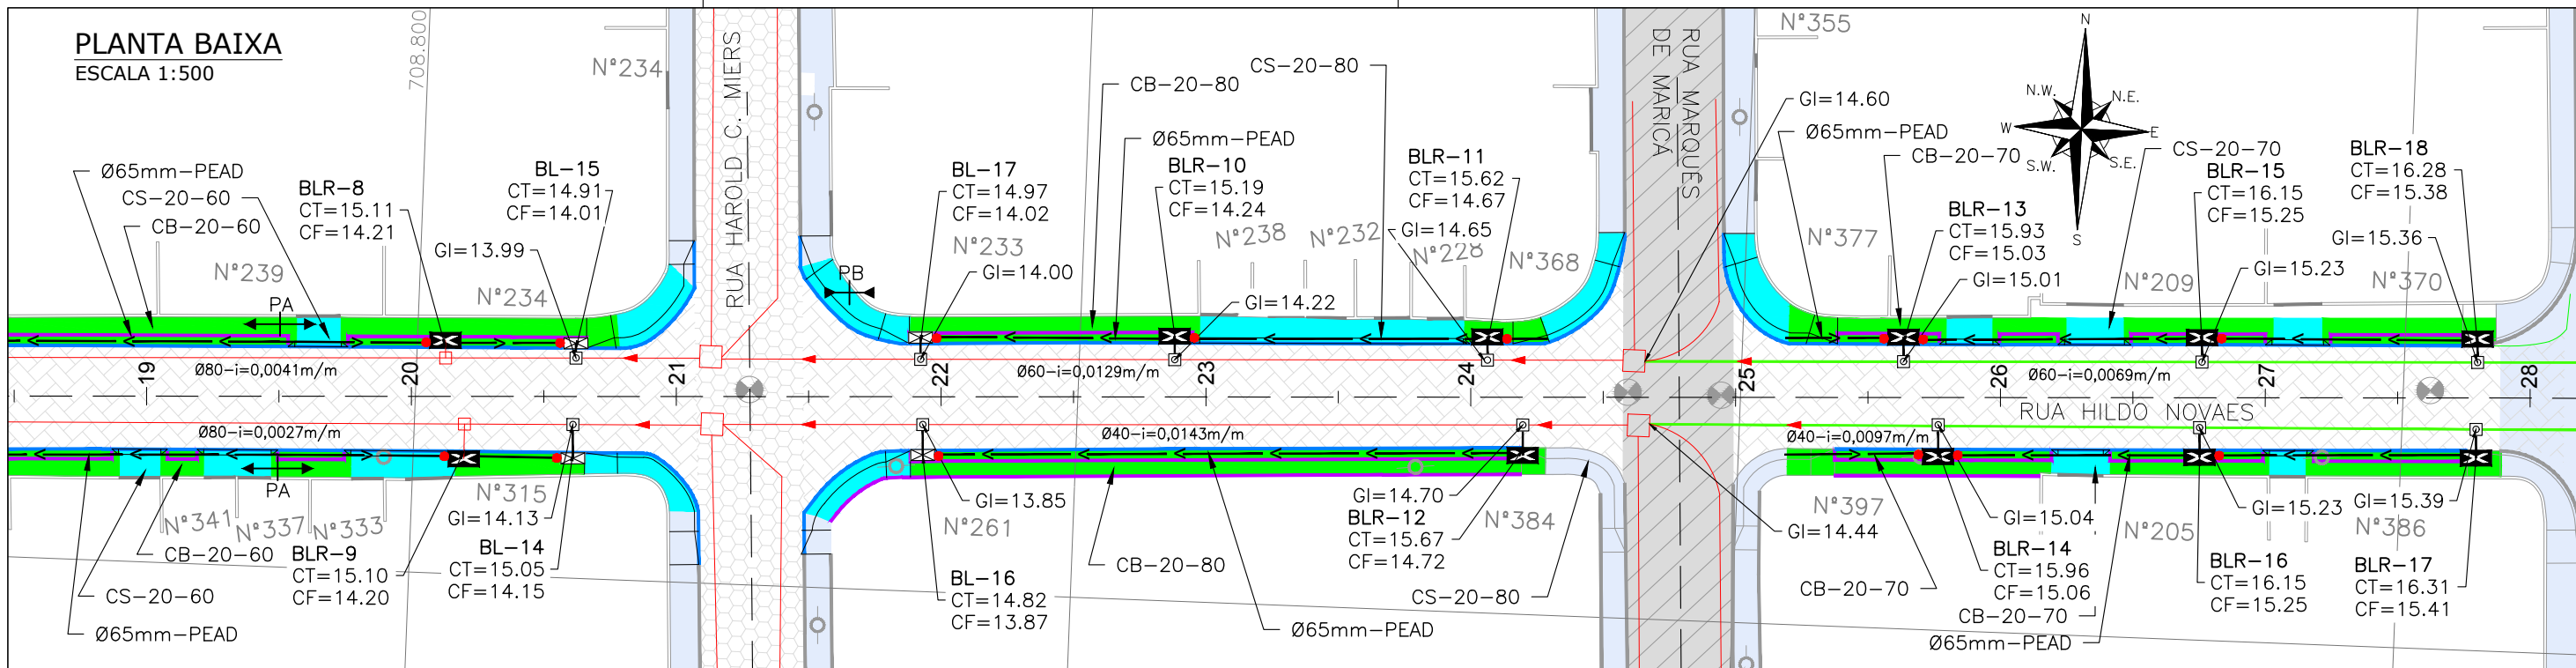 PLANTA BAIXA
ESCALA 1:500
708.800
N°234
RUA HAROLD C. MIERS
Ø65mm-PEAD
CS-20-60
CB-20-60
N°239
PA
BLR-8
CT=15.11
CF=14.21
GI=13.99
BL-15
CT=14.91
CF=14.01
N°234
PB
BL-17
CT=14.97
CF=14.02
N°233
GI=14.00
CB-20-80
CS-20-80
Ø65mm-PEAD
BLR-10
CT=15.19
CF=14.24
N°238
N°232
GI=14.22
BLR-11
CT=15.62
CF=14.67
GI=14.65
N°228
N°368
RUA MARQUÊS
DE MARICÁ
N°355
GI=14.60
Ø65mm-PEAD
CB-20-70
N°377
BLR-13
CT=15.93
CF=15.03
GI=15.01
N
N.W.
N.E.
W
E
S.W.
S.E.
S
CS-20-70
BLR-15
CT=16.15
CF=15.25
GI=15.23
N°209
BLR-18
CT=16.28
CF=15.38
GI=15.36
N°370
Ø80-i=0,0041m/m
Ø60-i=0,0129m/m
Ø60-i=0,0069m/m
19
20
21
22
23
24
25
26
27
28
RUA HILDO NOVAES
Ø80-i=0,0027m/m
Ø40-i=0,0143m/m
Ø40-i=0,0097m/m
PA
N°341
N°337
N°333
CB-20-60
CS-20-60
Ø65mm-PEAD
BLR-9
CT=15.10
CF=14.20
N°315
GI=14.13
BL-14
CT=15.05
CF=14.15
GI=13.85
N°261
BL-16
CT=14.82
CF=13.87
CB-20-80
Ø65mm-PEAD
GI=14.70
BLR-12
CT=15.67
CF=14.72
CS-20-80
N°384
GI=14.44
N°397
CB-20-70
GI=15.04
BLR-14
CT=15.96
CF=15.06
CB-20-70
Ø65mm-PEAD
N°205
GI=15.23
BLR-16
CT=16.15
CF=15.25
GI=15.39
N°386
BLR-17
CT=16.31
CF=15.41